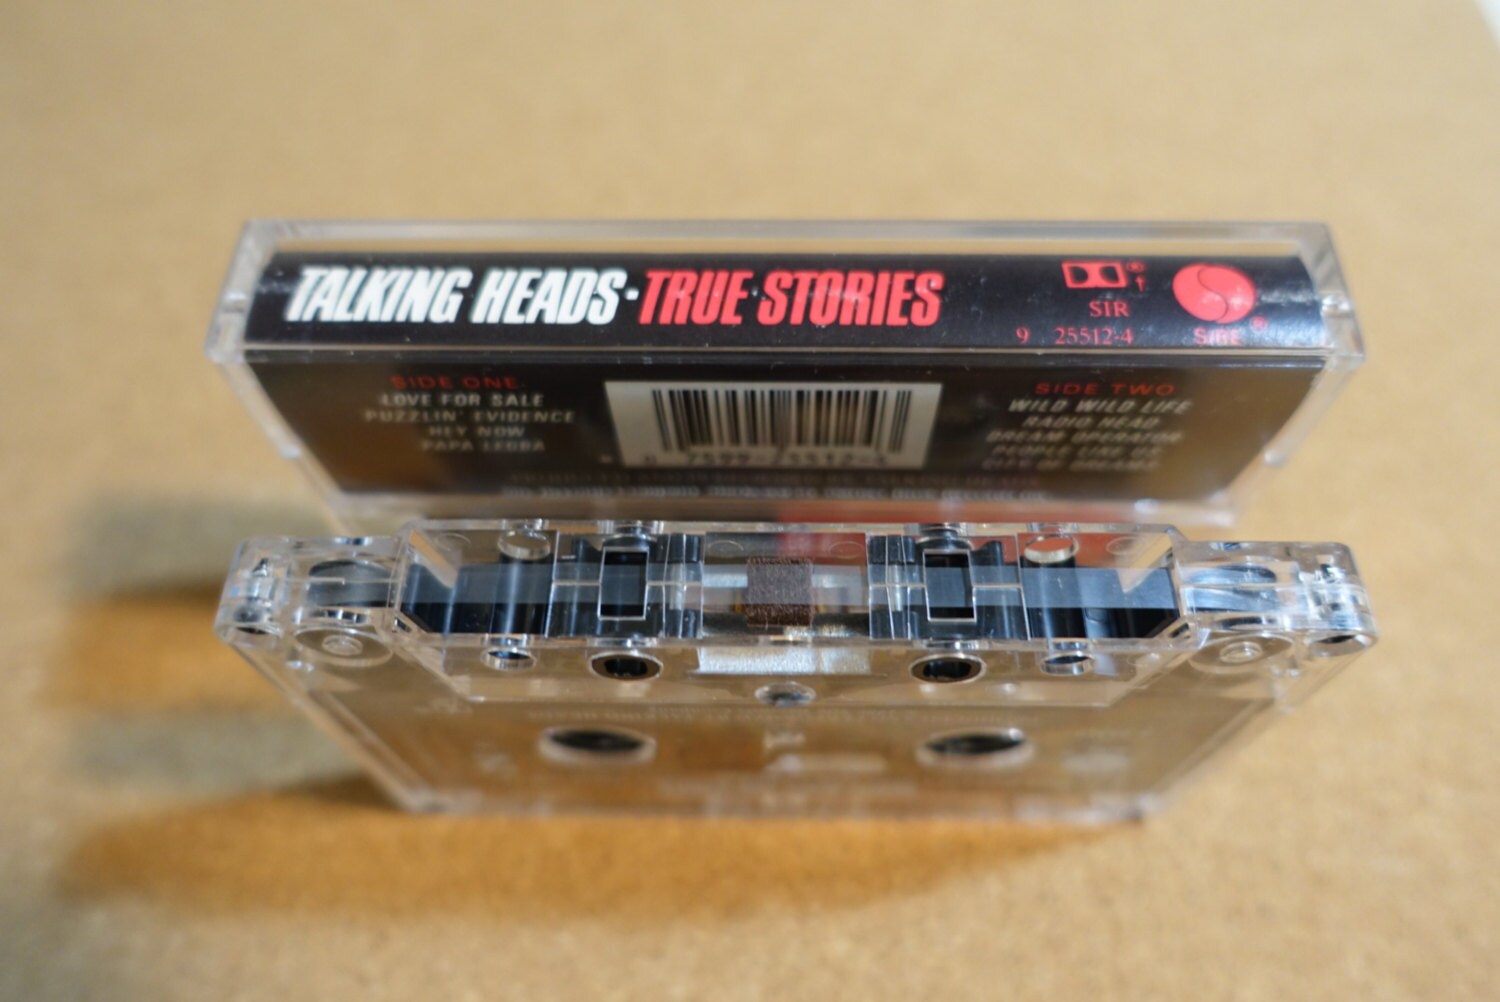 TALKING HEADS · TRUE STORIES
SIR
9 25512-4
SIRE ®
SIDE ONE
LOVE FOR SALE
PUZZLIN' EVIDENCE
HEY NOW
PAPA LEGBA
SIDE TWO
WILD WILD LIFE
RADIO HEAD
DREAM OPERATOR
PEOPLE LIKE US
CITY OF DREAMS